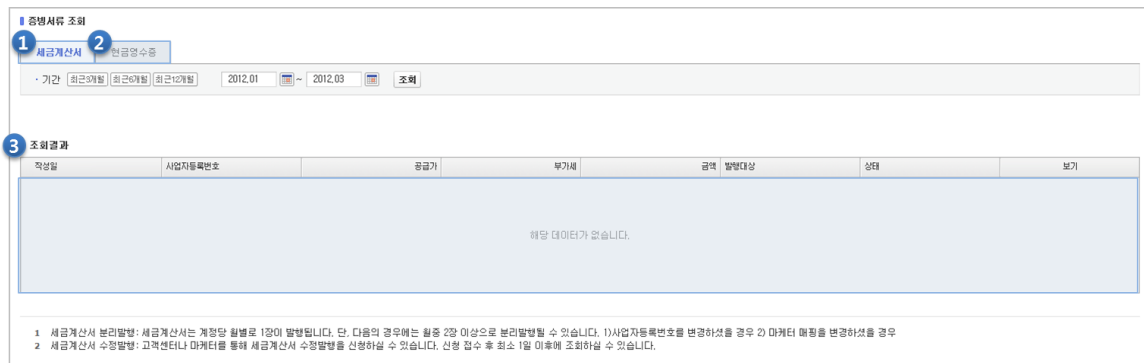 증빙서류 조회
1 세금계산서 2 현금영수증
· 기간 최근3개월 최근6개월 최근12개월 2012.01 ~ 2012.03 조회
3 조회결과
작성일 사업자등록번호 공급가 부가세 금액 발행대상 상태 보기
해당 데이터가 없습니다.
1 세금계산서 분리발행: 세금계산서는 계정당 월별로 1장이 발행됩니다. 단, 다음의 경우에는 월중 2장 이상으로 분리발행될 수 있습니다. 1)사업자등록번호를 변경하셨을 경우 2) 마케터 매핑을 변경하셨을 경우
2 세금계산서 수정발행: 고객센터나 마케터를 통해 세금계산서 수정발행을 신청하실 수 있습니다. 신청 접수 후 최소 1일 이후에 조회하실 수 있습니다.